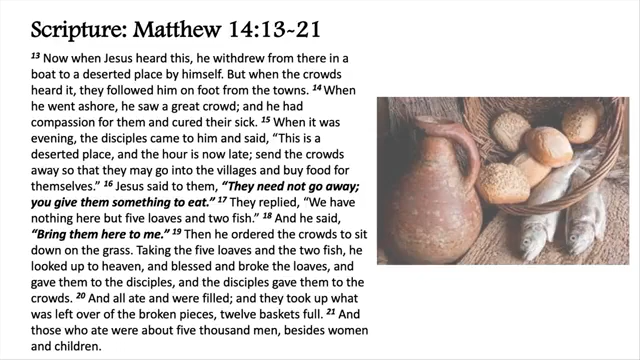 Scripture: Matthew 14:13-21
13 Now when Jesus heard this, he withdrew from there in a
boat to a deserted place by himself. But when the crowds
heard it, they followed him on foot from the towns. 14 When
he went ashore, he saw a great crowd; and he had
compassion for them and cured their sick. 15 When it was
evening, the disciples came to him and said, “This is a
deserted place, and the hour is now late; send the crowds
away so that they may go into the villages and buy food for
themselves.” 16 Jesus said to them, “They need not go away;
you give them something to eat.” 17 They replied, “We have
nothing here but five loaves and two fish.” 18 And he said,
“Bring them here to me.” 19 Then he ordered the crowds to sit
down on the grass. Taking the five loaves and the two fish, he
looked up to heaven, and blessed and broke the loaves, and
gave them to the disciples, and the disciples gave them to the
crowds. 20 And all ate and were filled; and they took up what
was left over of the broken pieces, twelve baskets full. 21 And
those who ate were about five thousand men, besides women
and children.